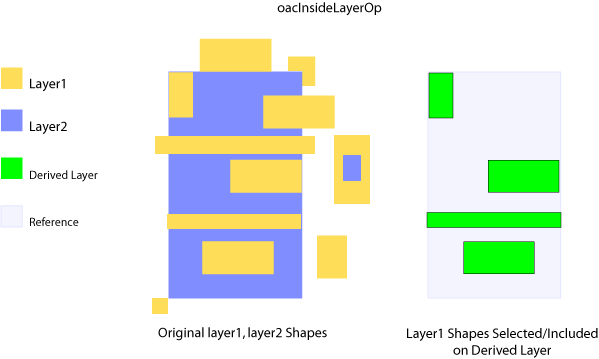 oacInsideLayerOp
Layer1
Layer2
Derived Layer
Reference
Original layer1, layer2 Shapes
Layer1 Shapes Selected/Included
on Derived Layer